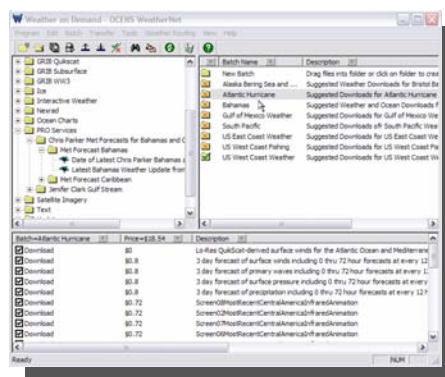 Weather on Demand - OCENS WeatherNet
Program Edit Batch Transfer Tools Weather Routing View Help
GRIB Quikscat
GRIB Subsurface
GRIB WW3
Ice
Interactive Weather
Newrad
Ocean Charts
PRO Services
Chris Parker Met Forecasts for Bahamas and C
Met Forecast Bahamas
Date of Latest Chris Parker Bahamas
Latest Bahamas Weather Update from
Met Forecast Caribbean
Jenifer Clark Gulf Stream
Satellite Imagery
Text
Batch Name Description
New Batch Drag files into folder or click on folder to crea
Alaska Bering Sea and ... Suggested Weather Downloads for Bristol Ba
Atlantic Hurricane Suggested Downloads for Atlantic Hurricane
Bahamas Weather and Ocean Downloads f
Gulf of Mexico Weather Suggested Downloads for Gulf of Mexico We
South Pacific Suggested Downloads South Pacific Wea
US East Coast Weather Suggested Downloads for US East Coast We
US West Coast Fishing Suggested Downloads for US West Coast
US West Coast Weather Suggested Downloads for US West Coast We
Batch=Atlantic Hurricane Price=$18.54 Description
Download $0 Lo-Res QuikScat-derived surface winds for the Atlantic Ocean and Mediterrane
Download $0.8 3 day forecast of surface winds including 0 thru 72 hour forecasts at every 12
Download $0.8 3 day forecast of primary waves including 0 thru 72 hour forecasts at every 12
Download $0.8 3 day forecast of surface pressure including 0 thru 72 hour forecasts at every
Download $0.8 3 day forecast of precipitation including 0 thru 72 hour forecasts at every 12 h
Download $0.72 Screen08MostRecentCentralAmericaInfraredAnimation
Download $0.72 Screen02MostRecentCentralAmericaInfraredAnimation
Download $0.72 Screen07MostRecentCentralAmericaInfraredAnimation
Download $0.72 MostRecentCentralAmericaInfraredAnimation
Ready NUM